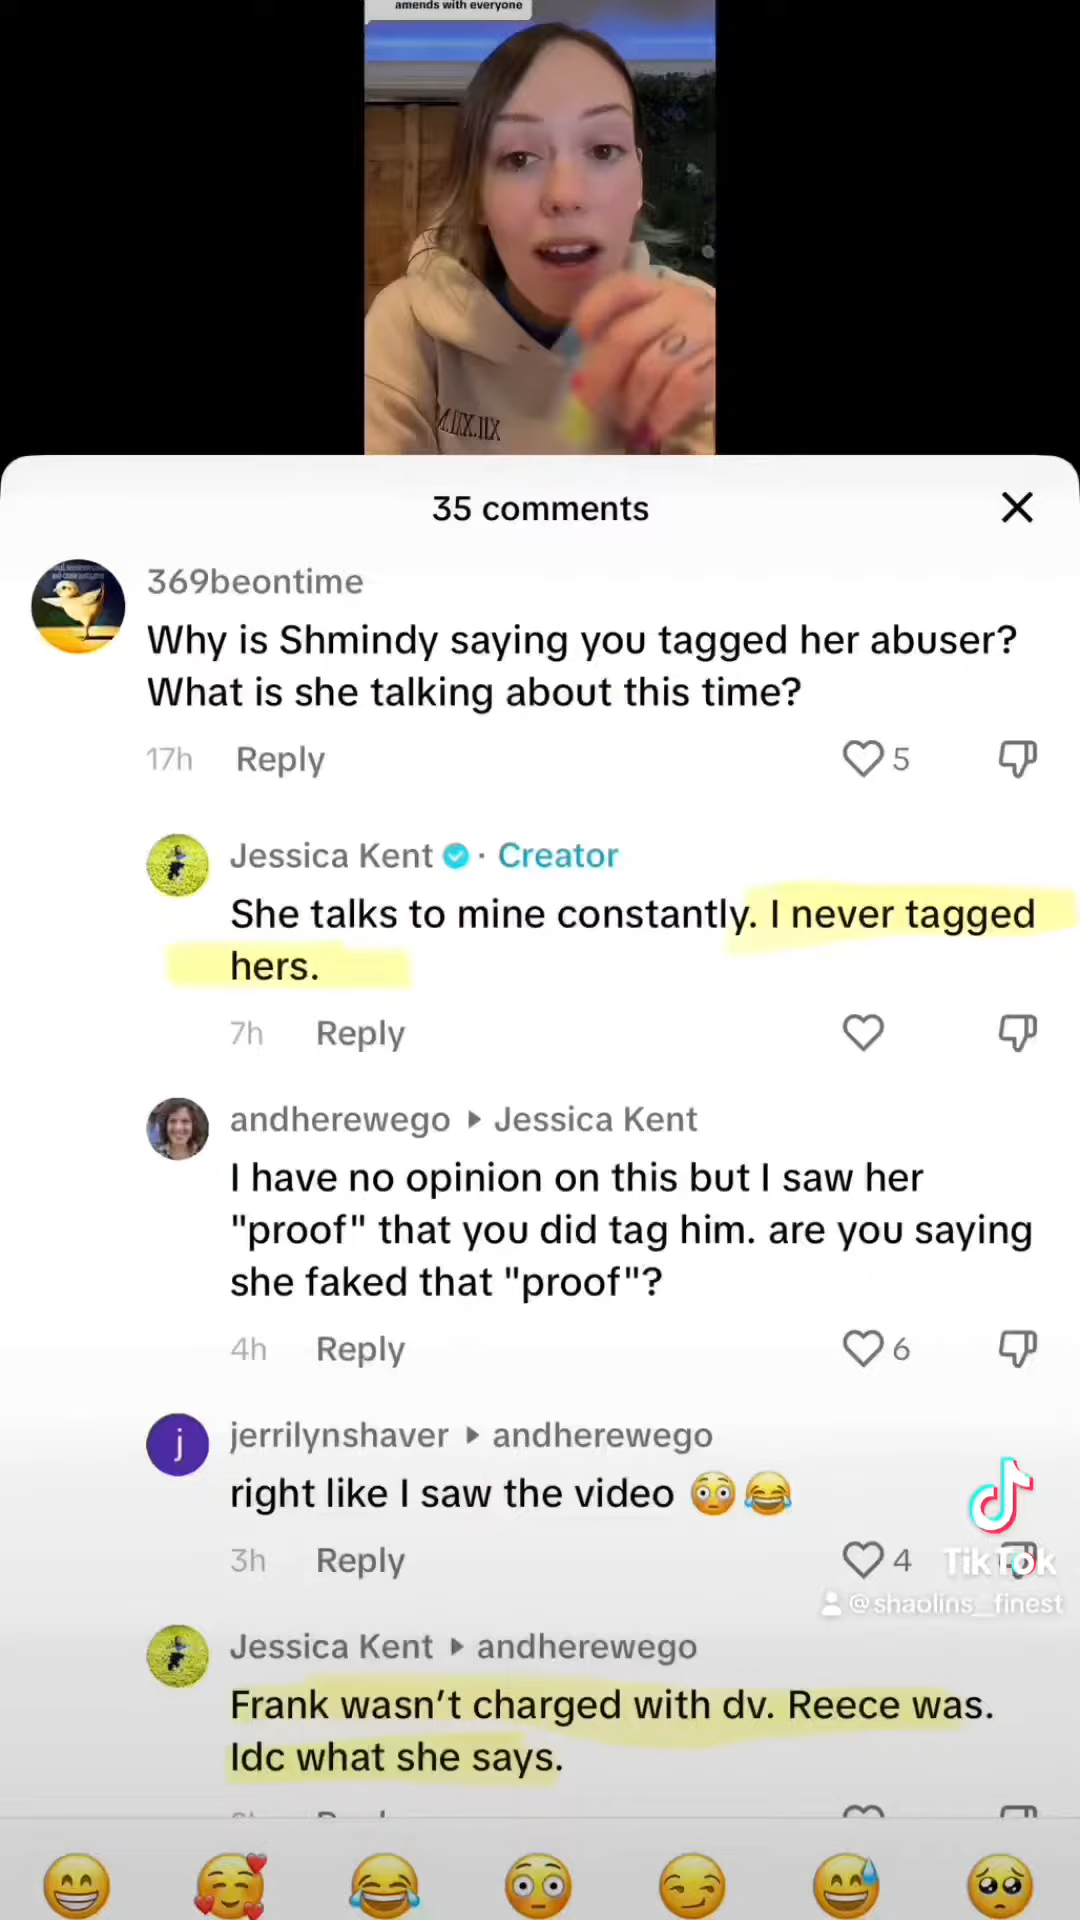 amends with everyone
35 comments
369beontime
Why is Shmindy saying you tagged her abuser?
What is she talking about this time?
17h Reply 5
Jessica Kent · Creator
She talks to mine constantly. I never tagged
hers.
7h Reply
andherewego Jessica Kent
I have no opinion on this but I saw her
"proof" that you did tag him. are you saying
she faked that "proof"?
4h Reply 6
j
jerrilynshaver andherewego
right like I saw the video 😳😂
3h Reply 4
TikTok
@shaolins__finest
Jessica Kent andherewego
Frank wasn't charged with dv. Reece was.
Idc what she says.